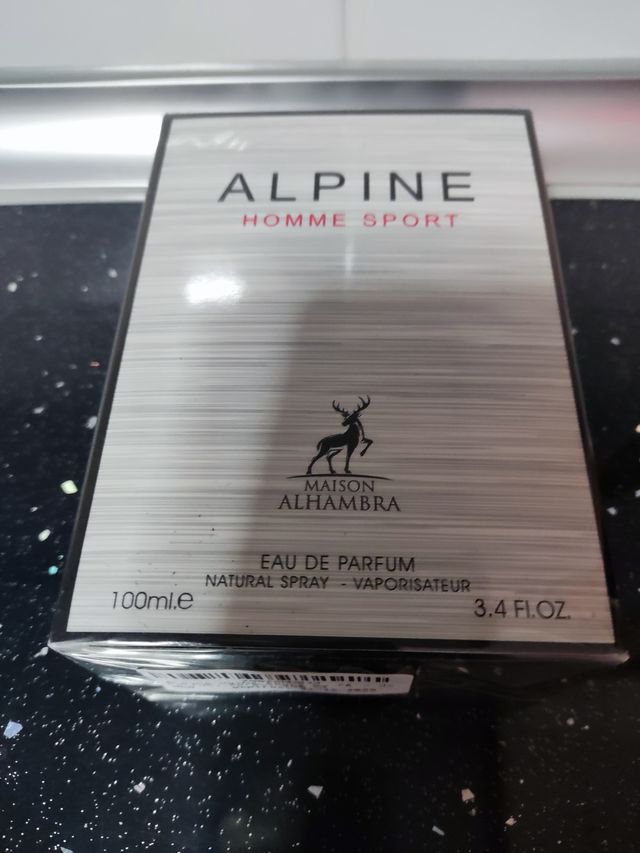 ALPINE
HOMME SPORT
MAISON
ALHAMBRA
EAU DE PARFUM
NATURAL SPRAY - VAPORISATEUR
100ml.e
3.4 Fl.OZ.